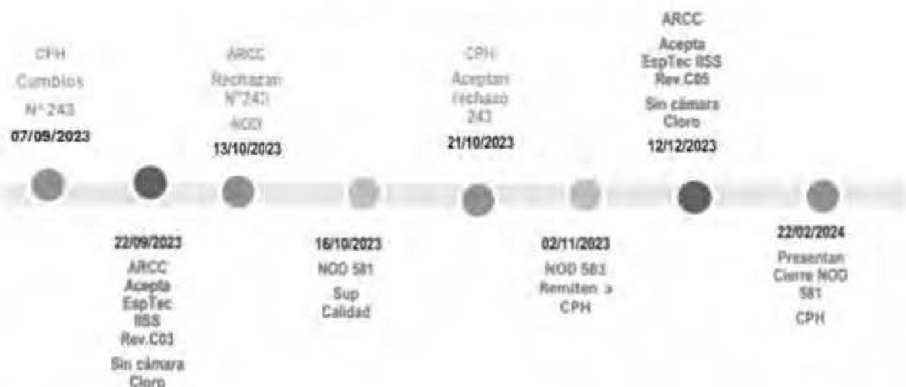 CPH
Cambios
N° 243
07/09/2023
22/09/2023
ARCC
Acepta
EspTec
IISS
Rev.C03
Sin cámara
Cloro
ARCC
Rechazan
N°243
NOD
13/10/2023
16/10/2023
NOD 581
Sup
Calidad
CPH
Aceptan
rechazo
243
21/10/2023
02/11/2023
NOD 581
Remiten a
CPH
ARCC
Acepta
EspTec IISS
Rev.C05
Sin cámara
Cloro
12/12/2023
22/02/2024
Presentan
Cierre NOD
581
CPH